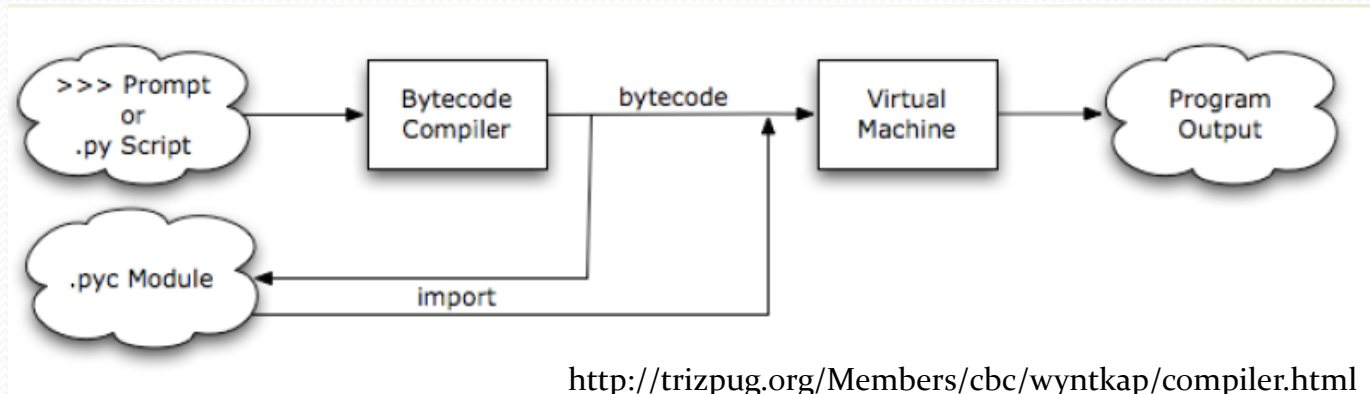 >>> Prompt
or
.py Script
Bytecode
Compiler
bytecode
Virtual
Machine
Program
Output
.pyc Module
import
http://trizpug.org/Members/cbc/wyntkap/compiler.html